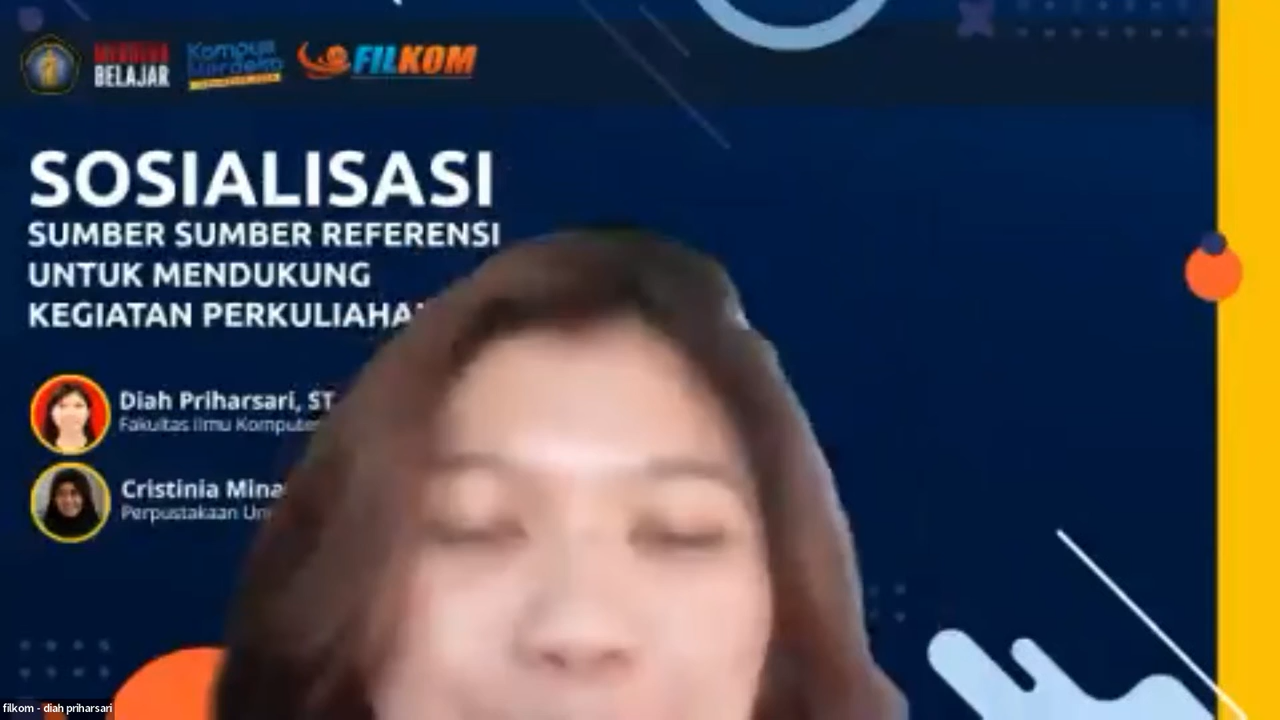 MERDEKA
BELAJAR
Kampus
Merdeka
FILKOM
SOSIALISASI
SUMBER SUMBER REFERENSI
UNTUK MENDUKUNG
KEGIATAN PERKULIAHA
Diah Priharsari, ST
Fakultas Ilmu Komputer
Cristinia Mina
Perpustakaan Un
filkom - diah priharsari